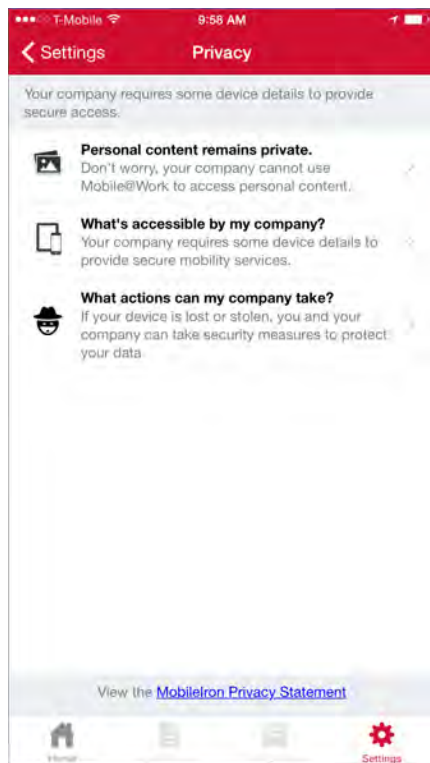 T-Mobile 9:58 AM
Settings Privacy
Your company requires some device details to provide
secure access.
Personal content remains private.
Don't worry, your company cannot use
Mobile@Work to access personal content.
What's accessible by my company?
Your company requires some device details to
provide secure mobility services.
What actions can my company take?
If your device is lost or stolen, you and your
company can take security measures to protect
your data
View the MobileIron Privacy Statement
Home Settings